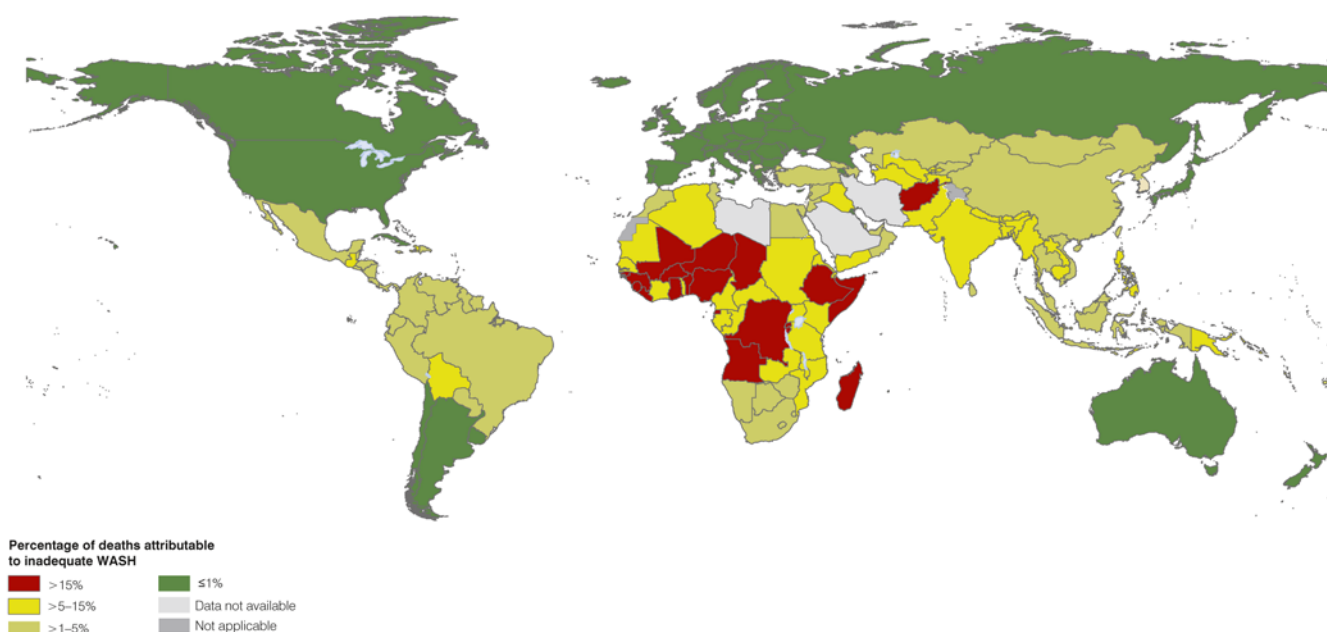 Percentage of deaths attributable
to inadequate WASH
>15%
>5–15%
>1–5%
≤1%
Data not available
Not applicable